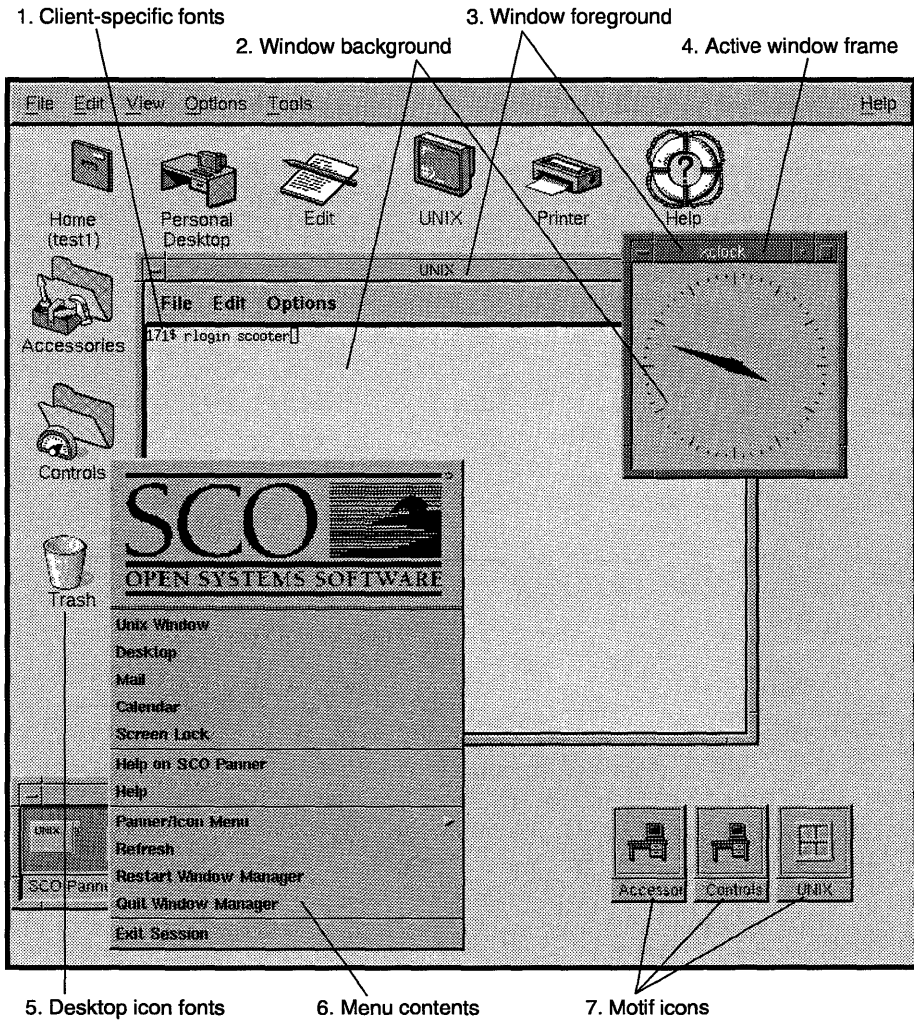 1. Client-specific fonts
3. Window foreground
2. Window background
4. Active window frame
File Edit View Options Tools Help
Home
(test1)
Personal
Desktop
Edit
UNIX
Printer
Help
xclock
UNIX
File Edit Options
171$ rlogin scooter
Accessories
Controls
Trash
SCO
OPEN SYSTEMS SOFTWARE
Unix Window
Desktop
Mail
Calendar
Screen Lock
Help on SCO Panner
Help
Panner/Icon Menu
Refresh
Restart Window Manager
Quit Window Manager
Exit Session
UNIX
SCO Pann
Accessor
Controls
UNIX
5. Desktop icon fonts
6. Menu contents
7. Motif icons